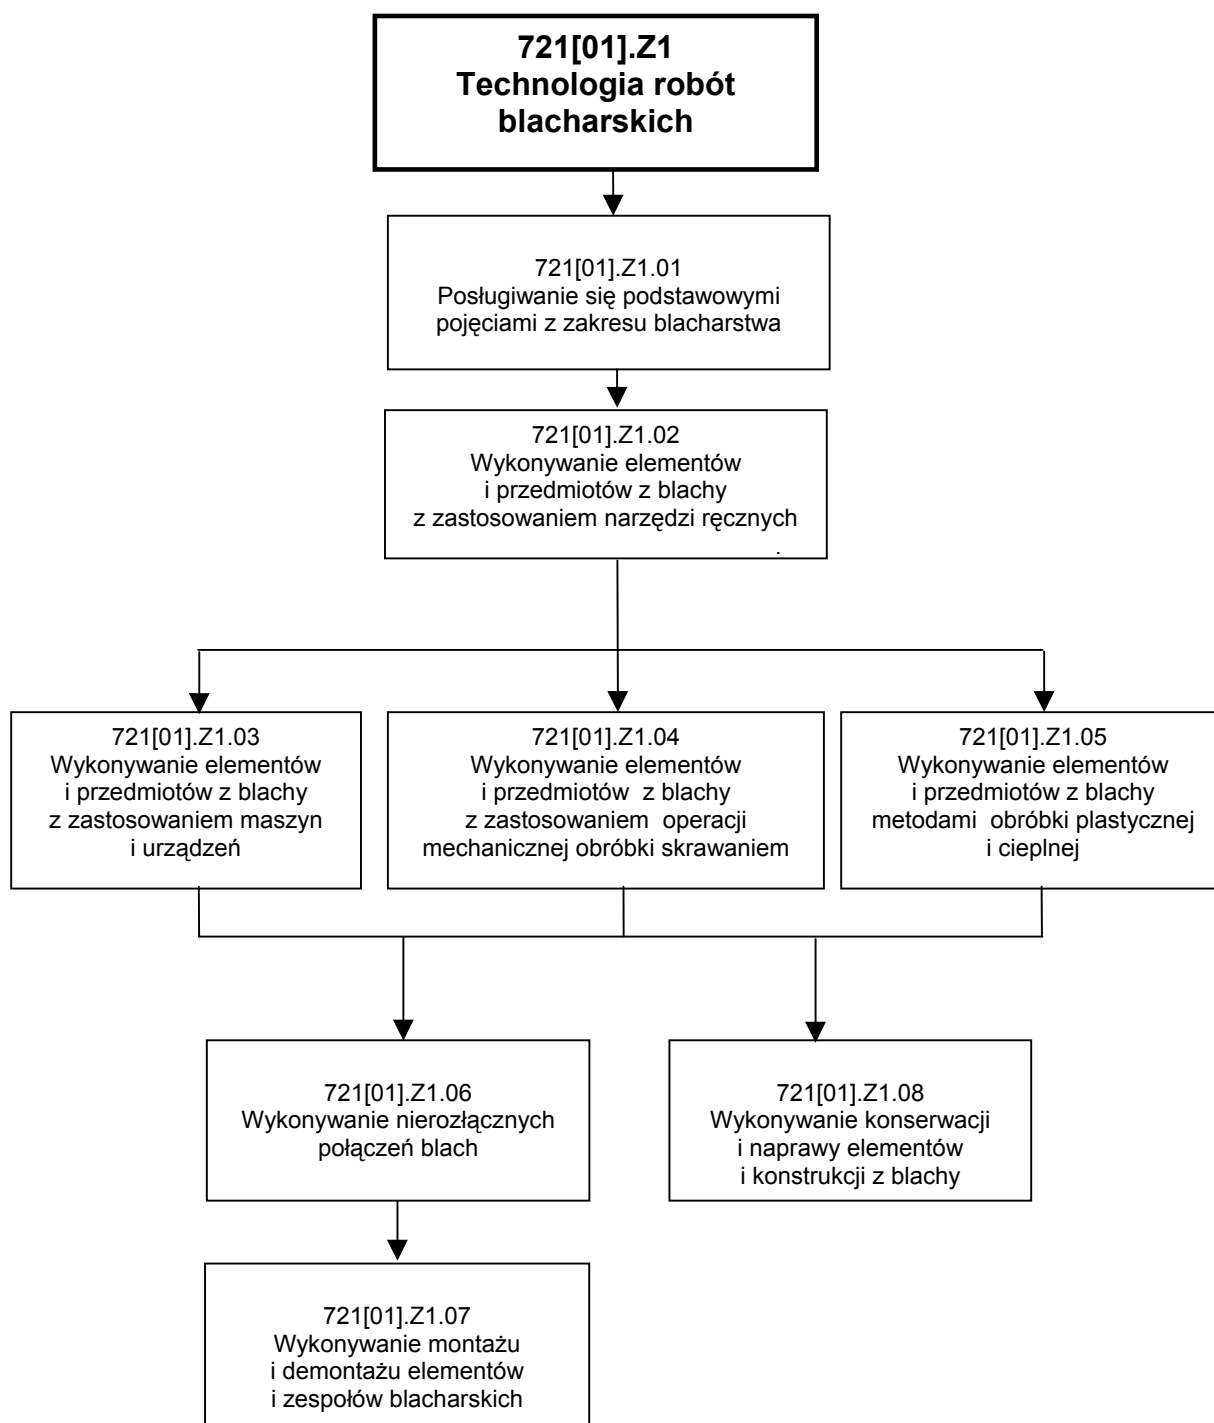 721[01].Z1
Technologia robót
blacharskich
721[01].Z1.01
Posługiwanie się podstawowymi
pojęciami z zakresu blacharstwa
721[01].Z1.02
Wykonywanie elementów
i przedmiotów z blachy
z zastosowaniem narzędzi ręcznych
.
721[01].Z1.03
Wykonywanie elementów
i przedmiotów z blachy
z zastosowaniem maszyn
i urządzeń
721[01].Z1.04
Wykonywanie elementów
i przedmiotów z blachy
z zastosowaniem operacji
mechanicznej obróbki skrawaniem
721[01].Z1.05
Wykonywanie elementów
i przedmiotów z blachy
metodami obróbki plastycznej
i cieplnej
721[01].Z1.06
Wykonywanie nierozłącznych
połączeń blach
721[01].Z1.08
Wykonywanie konserwacji
i naprawy elementów
i konstrukcji z blachy
721[01].Z1.07
Wykonywanie montażu
i demontażu elementów
i zespołów blacharskich